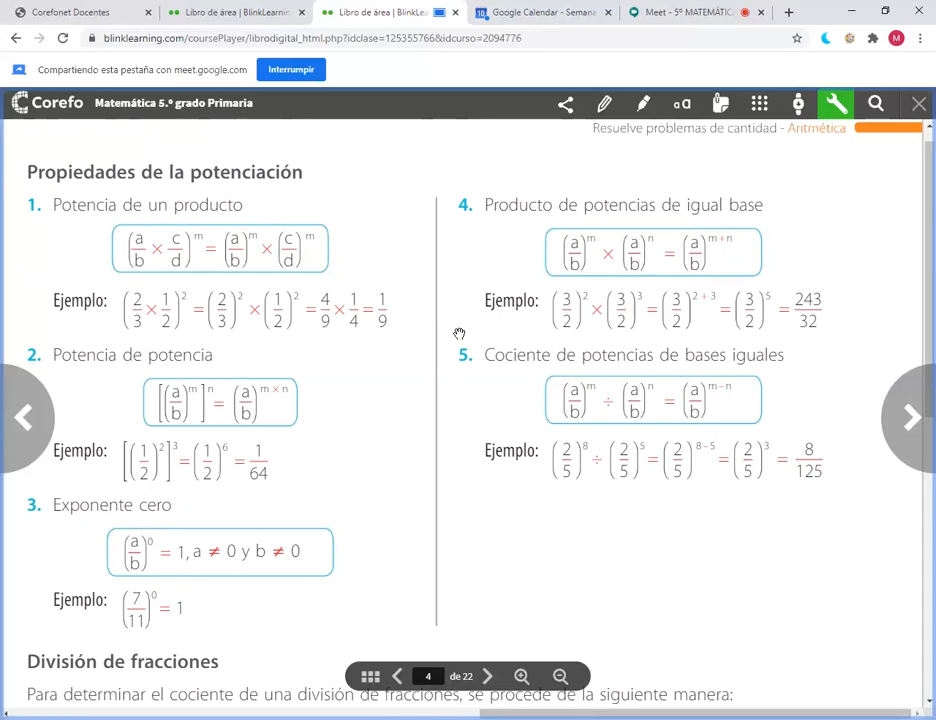 Corefonet Docentes
Libro de área | BlinkLearnin
Libro de área | BlinkLe
Google Calendar - Semana
Meet - 5º MATEMÁTIC
blinklearning.com/coursePlayer/librodigital_html.php?idclase=125355766&idcurso=2094776
M
Compartiendo esta pestaña con meet.google.com
Interrumpir
Corefo
Matemática 5.º grado Primaria
aA
Resuelve problemas de cantidad - Aritmética
Propiedades de la potenciación
1. Potencia de un producto
(a/b × c/d)^m = (a/b)^m × (c/d)^m
Ejemplo: (2/3 × 1/2)^2 = (2/3)^2 × (1/2)^2 = 4/9 × 1/4 = 1/9
2. Potencia de potencia
[(a/b)^m]^n = (a/b)^(m × n)
Ejemplo: [(1/2)^2]^3 = (1/2)^6 = 1/64
3. Exponente cero
(a/b)^0 = 1, a ≠ 0 y b ≠ 0
Ejemplo: (7/11)^0 = 1
4. Producto de potencias de igual base
(a/b)^m × (a/b)^n = (a/b)^(m+n)
Ejemplo: (3/2)^2 × (3/2)^3 = (3/2)^(2 + 3) = (3/2)^5 = 243/32
5. Cociente de potencias de bases iguales
(a/b)^m ÷ (a/b)^n = (a/b)^(m−n)
Ejemplo: (2/5)^8 ÷ (2/5)^5 = (2/5)^(8−5) = (2/5)^3 = 8/125
División de fracciones
Para determinar el cociente de una división de fracciones, se procede de la siguiente manera:
4 de 22